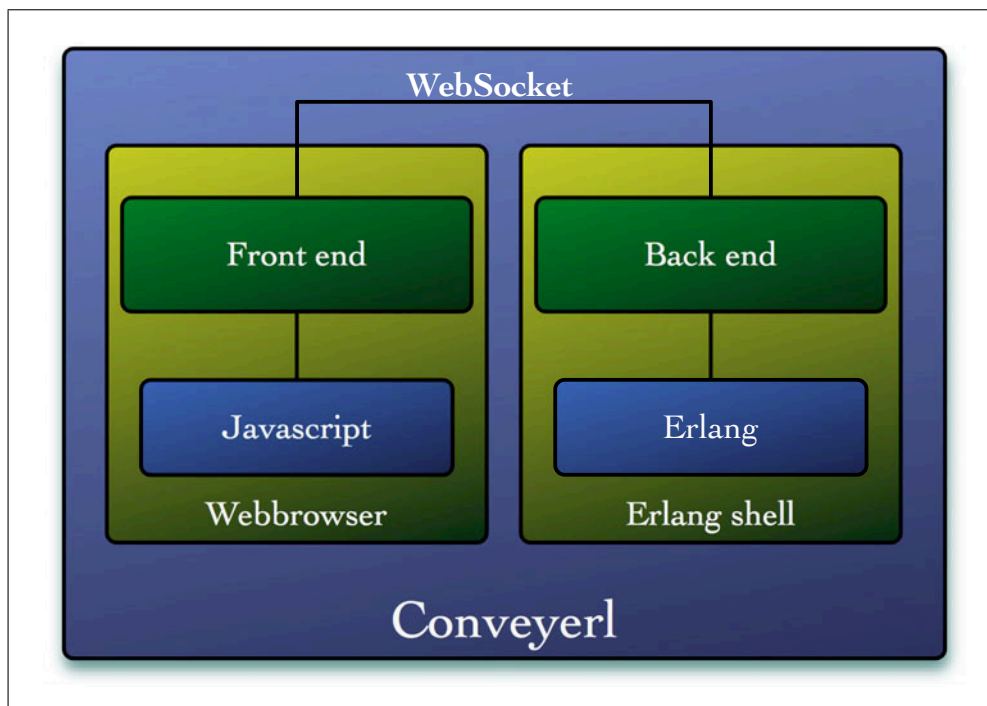 WebSocket
Front end
Back end
Javascript
Erlang
Webbrowser
Erlang shell
Conveyerl